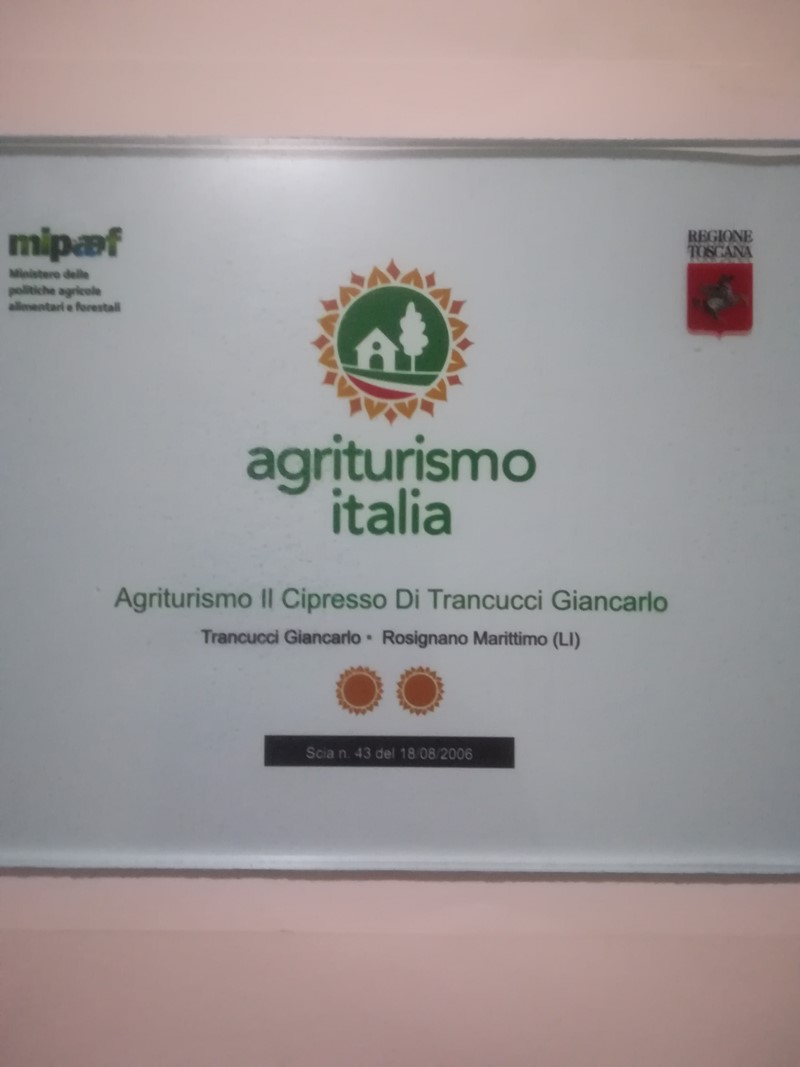 mipaaf
Ministero delle
politiche agricole
alimentari e forestali
REGIONE
TOSCANA
agriturismo
italia
Agriturismo Il Cipresso Di Trancucci Giancarlo
Trancucci Giancarlo • Rosignano Marittimo (LI)
Scia n. 43 del 18/08/2006